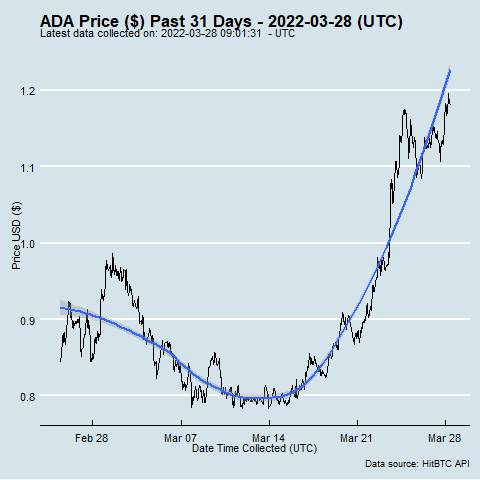 ADA Price ($) Past 31 Days - 2022-03-28 (UTC)
Latest data collected on: 2022-03-28 09:01:31  - UTC
1.2
1.1
1.0
0.9
0.8
Price USD ($)
Feb 28
Mar 07
Mar 14
Mar 21
Mar 28
Date Time Collected (UTC)
Data source: HitBTC API